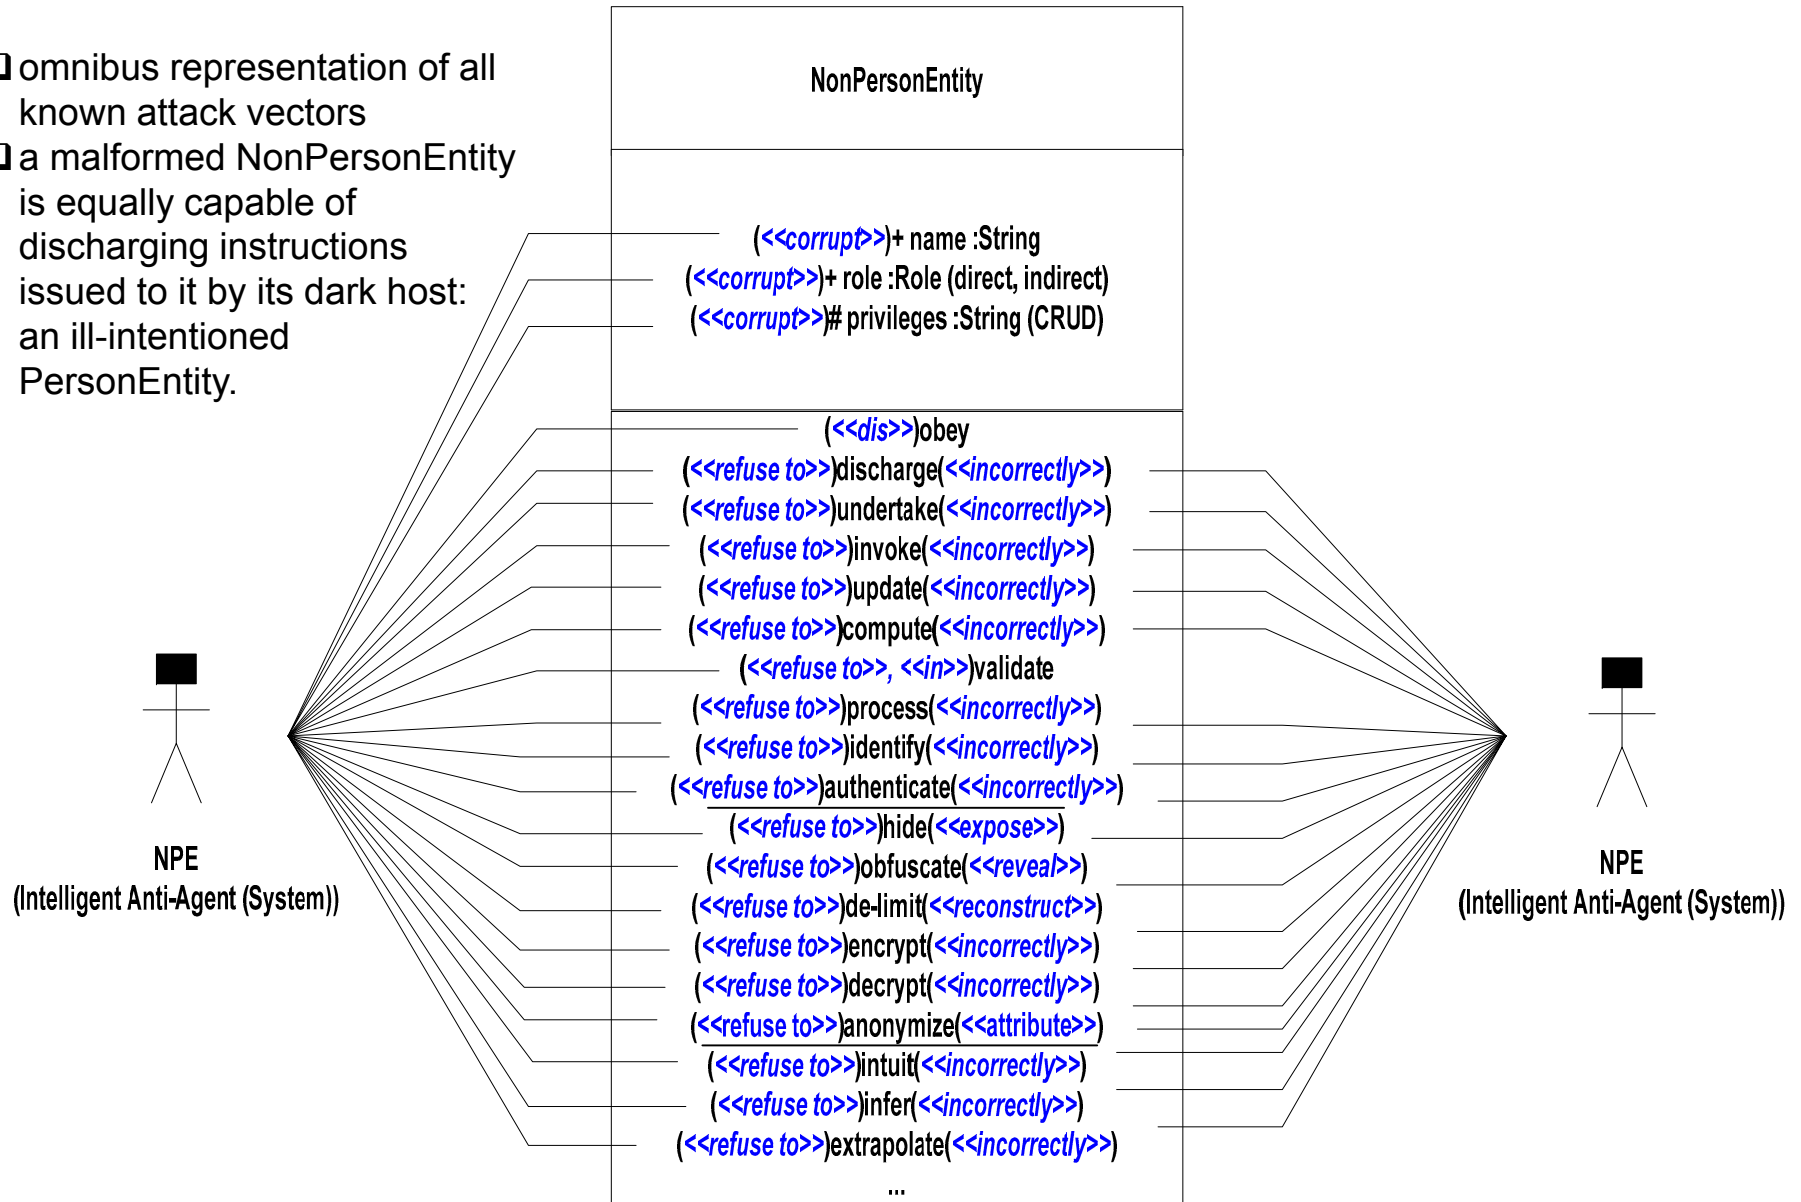 ❑ omnibus representation of all
known attack vectors
❑ a malformed NonPersonEntity
is equally capable of
discharging instructions
issued to it by its dark host:
an ill-intentioned
PersonEntity.
NonPersonEntity
(<<corrupt>>)+ name :String
(<<corrupt>>)+ role :Role (direct, indirect)
(<<corrupt>>)# privileges :String (CRUD)
(<<dis>>)obey
(<<refuse to>>)discharge(<<incorrectly>>)
(<<refuse to>>)undertake(<<incorrectly>>)
(<<refuse to>>)invoke(<<incorrectly>>)
(<<refuse to>>)update(<<incorrectly>>)
(<<refuse to>>)compute(<<incorrectly>>)
(<<refuse to>>, <<in>>)validate
(<<refuse to>>)process(<<incorrectly>>)
(<<refuse to>>)identify(<<incorrectly>>)
(<<refuse to>>)authenticate(<<incorrectly>>)
(<<refuse to>>)hide(<<expose>>)
(<<refuse to>>)obfuscate(<<reveal>>)
(<<refuse to>>)de-limit(<<reconstruct>>)
(<<refuse to>>)encrypt(<<incorrectly>>)
(<<refuse to>>)decrypt(<<incorrectly>>)
(<<refuse to>>)anonymize(<<attribute>>)
(<<refuse to>>)intuit(<<incorrectly>>)
(<<refuse to>>)infer(<<incorrectly>>)
(<<refuse to>>)extrapolate(<<incorrectly>>)
...
NPE
(Intelligent Anti-Agent (System))
NPE
(Intelligent Anti-Agent (System))